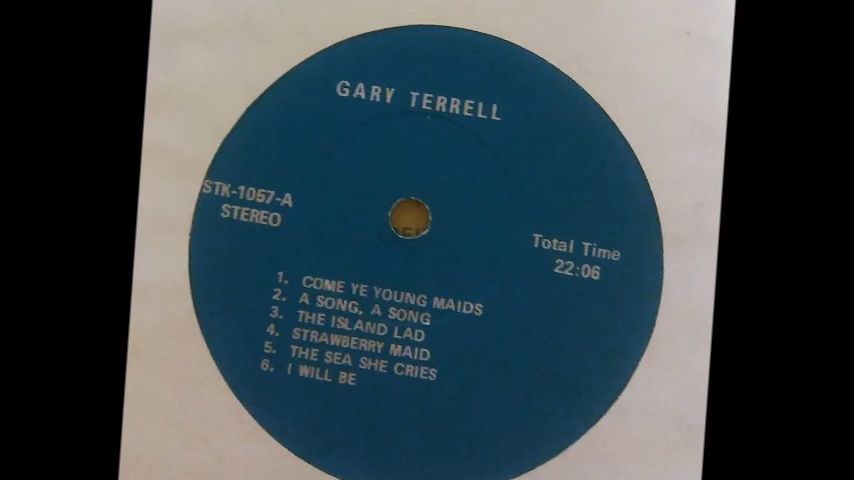 GARY TERRELL
STK-1057-A
STEREO
Total Time
22:06
1. COME YE YOUNG MAIDS
2. A SONG, A SONG
3. THE ISLAND LAD
4. STRAWBERRY MAID
5. THE SEA SHE CRIES
6. I WILL BE